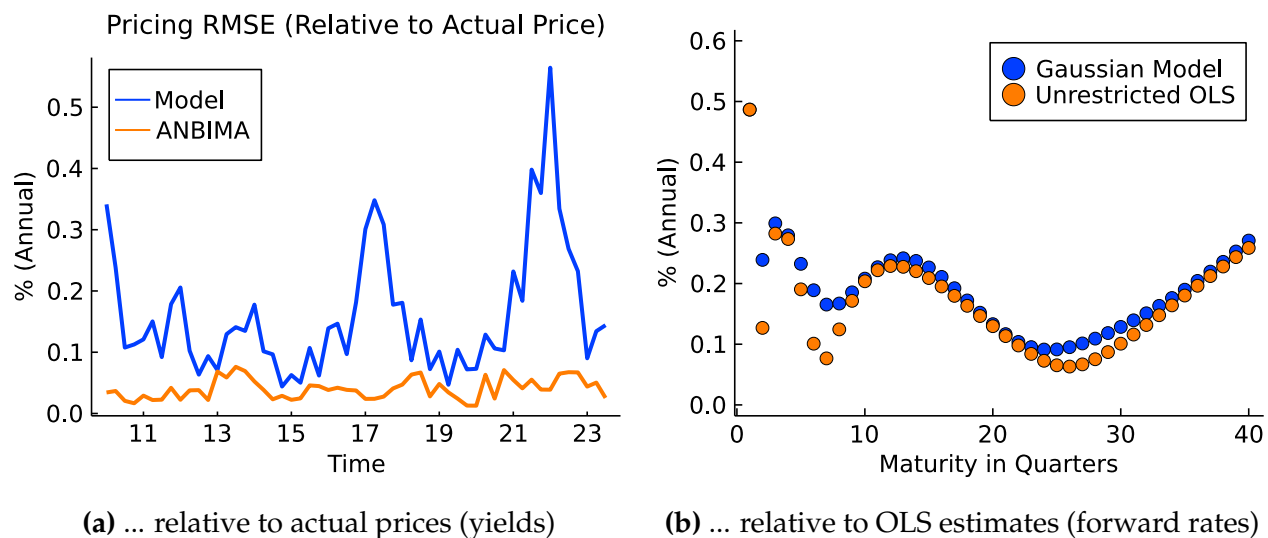 Pricing RMSE (Relative to Actual Price)
% (Annual)
0.5
0.4
0.3
0.2
0.1
0.0
Model
ANBIMA
11 13 15 17 19 21 23
Time
(a) ... relative to actual prices (yields)
% (Annual)
0.6
0.5
0.4
0.3
0.2
0.1
0.0
Gaussian Model
Unrestricted OLS
0 10 20 30 40
Maturity in Quarters
(b) ... relative to OLS estimates (forward rates)